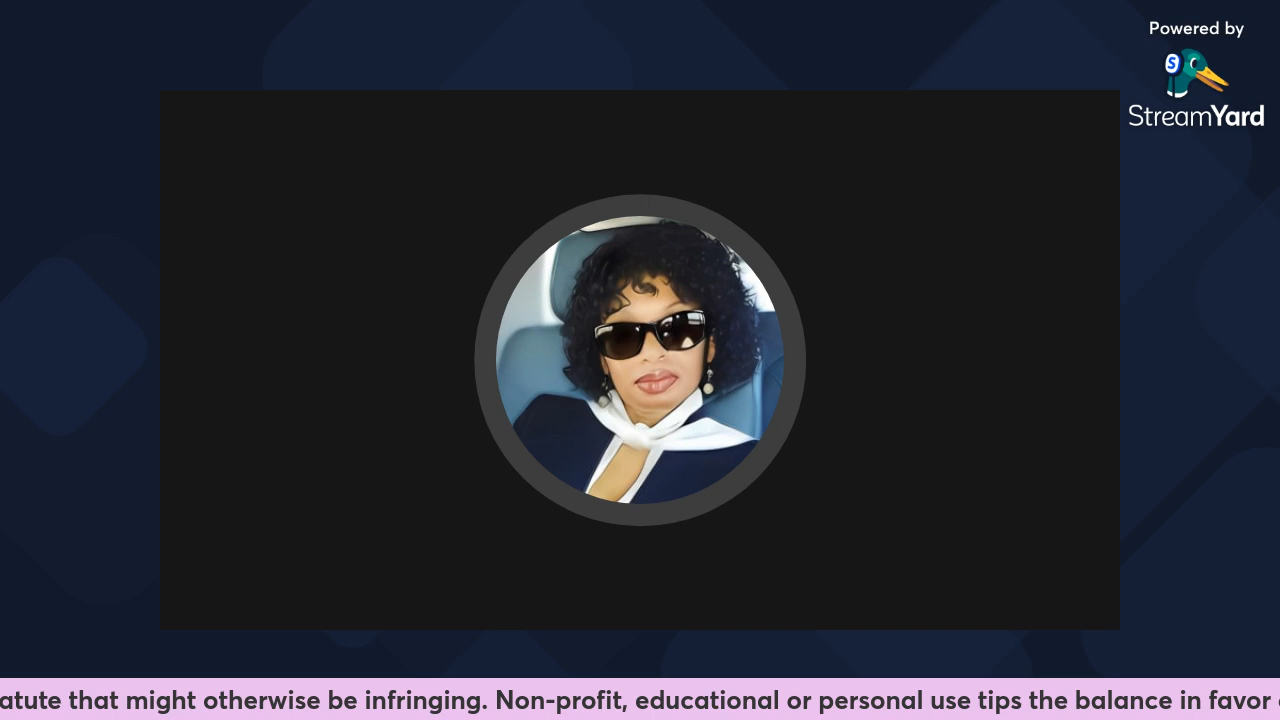 Powered by
S
StreamYard
atute that might otherwise be infringing. Non-profit, educational or personal use tips the balance in favor